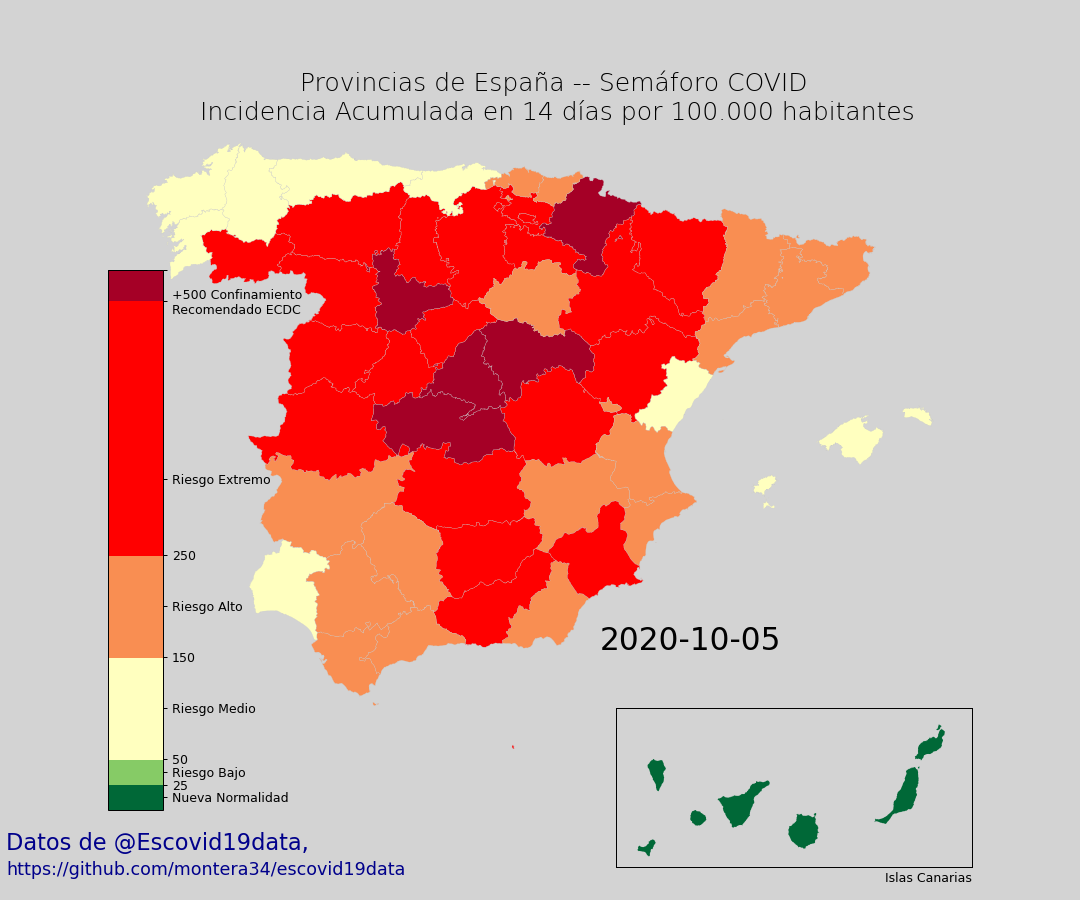 Provincias de España -- Semáforo COVID
Incidencia Acumulada en 14 días por 100.000 habitantes
+500 Confinamiento
Recomendado ECDC
Riesgo Extremo
250
Riesgo Alto
150
Riesgo Medio
50
Riesgo Bajo
25
Nueva Normalidad
2020-10-05
Islas Canarias
Datos de @Escovid19data,
https://github.com/montera34/escovid19data